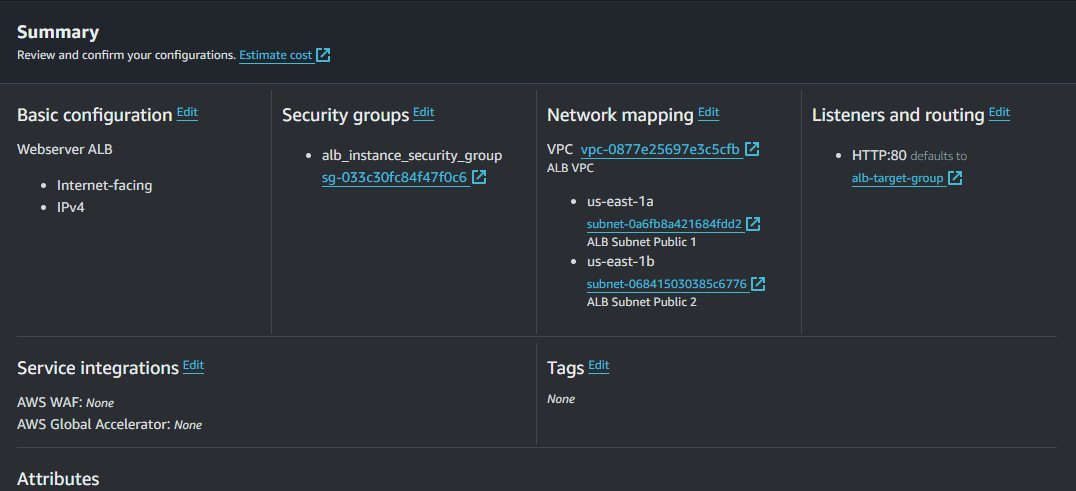 Summary
Review and confirm your configurations. Estimate cost
Basic configuration Edit
Webserver ALB
Internet-facing
IPv4
Security groups Edit
alb_instance_security_group
sg-033c30fc84f47f0c6
Network mapping Edit
VPC vpc-0877e25697e3c5cfb
ALB VPC
us-east-1a
subnet-0a6fb8a421684fdd2
ALB Subnet Public 1
us-east-1b
subnet-068415030385c6776
ALB Subnet Public 2
Listeners and routing Edit
HTTP:80 defaults to
alb-target-group
Service integrations Edit
AWS WAF: None
AWS Global Accelerator: None
Tags Edit
None
Attributes